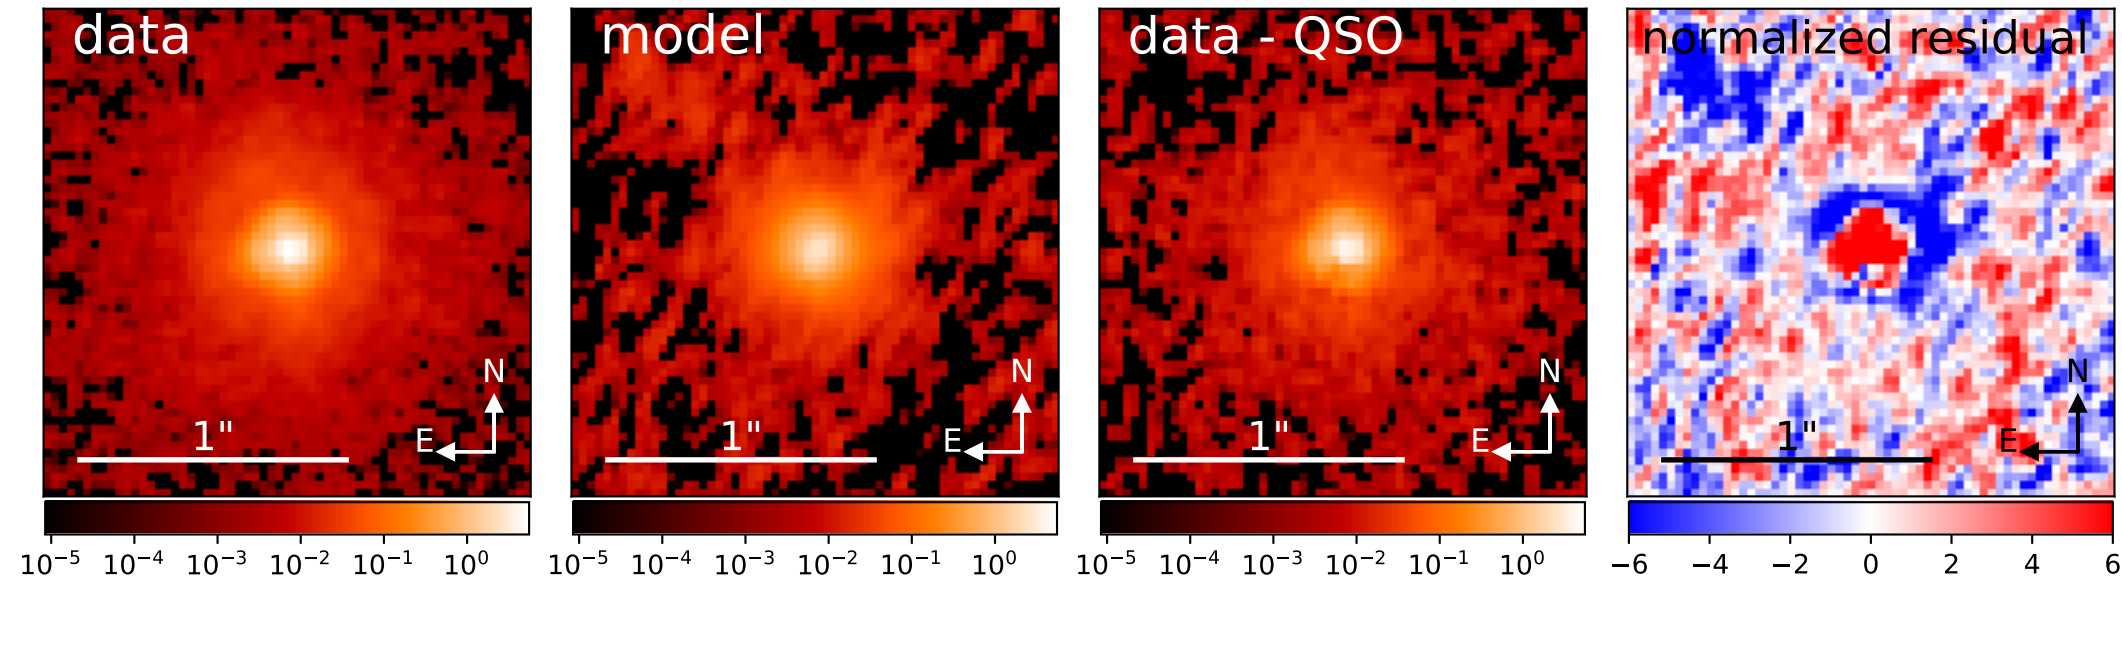 data
model
data - QSO
normalized residual
N
N
N
N
1"
E
1"
E
1"
E
1"
E
10⁻⁵ 10⁻⁴ 10⁻³ 10⁻² 10⁻¹ 10⁰
10⁻⁵ 10⁻⁴ 10⁻³ 10⁻² 10⁻¹ 10⁰
10⁻⁵ 10⁻⁴ 10⁻³ 10⁻² 10⁻¹ 10⁰
−6 −4 −2 0 2 4 6